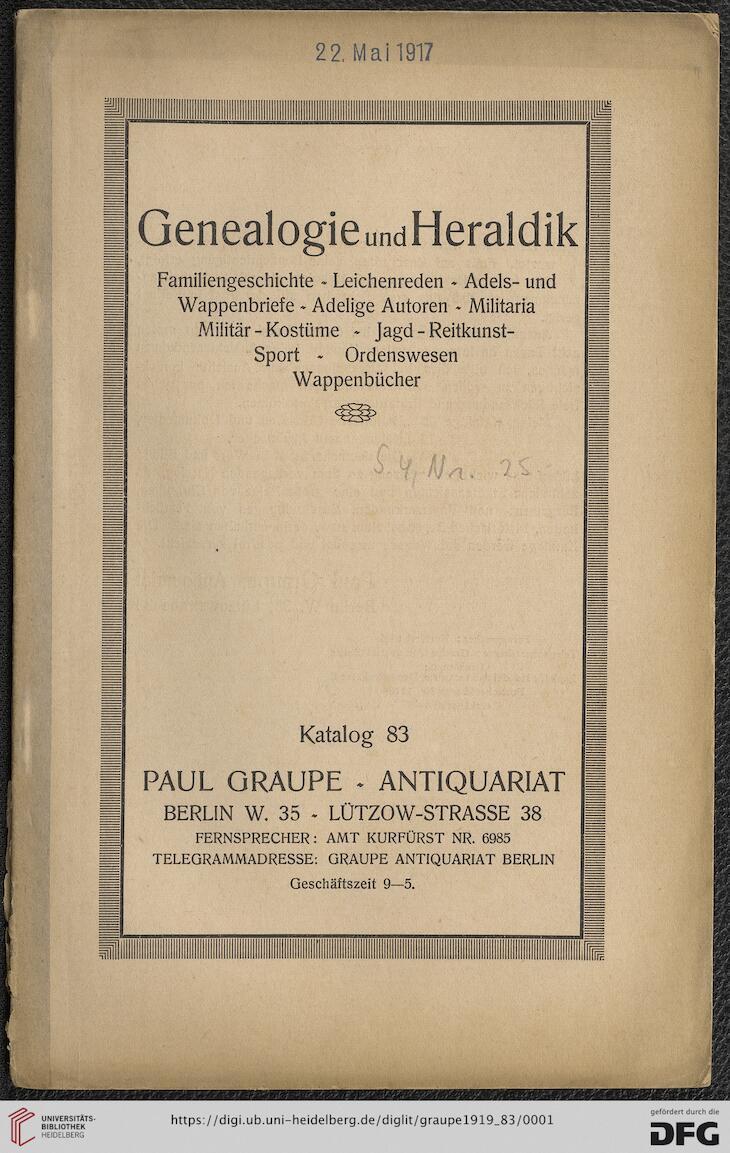 22. Mai 1917
Genealogie und Heraldik
Familiengeschichte - Leichenreden - Adels- und
Wappenbriefe - Adelige Autoren - Militaria
Militär - Kostüme - Jagd - Reitkunst-
Sport - Ordenswesen
Wappenbücher
S. 4, Nr. 25.
Katalog 83
PAUL GRAUPE - ANTIQUARIAT
BERLIN W. 35 - LÜTZOW-STRASSE 38
FERNSPRECHER: AMT KURFÜRST NR. 6985
TELEGRAMMADRESSE: GRAUPE ANTIQUARIAT BERLIN
Geschäftszeit 9—5.
UNIVERSITÄTS-
BIBLIOTHEK
HEIDELBERG
https://digi.ub.uni-heidelberg.de/diglit/graupe1919_83/0001
gefördert durch die
DFG